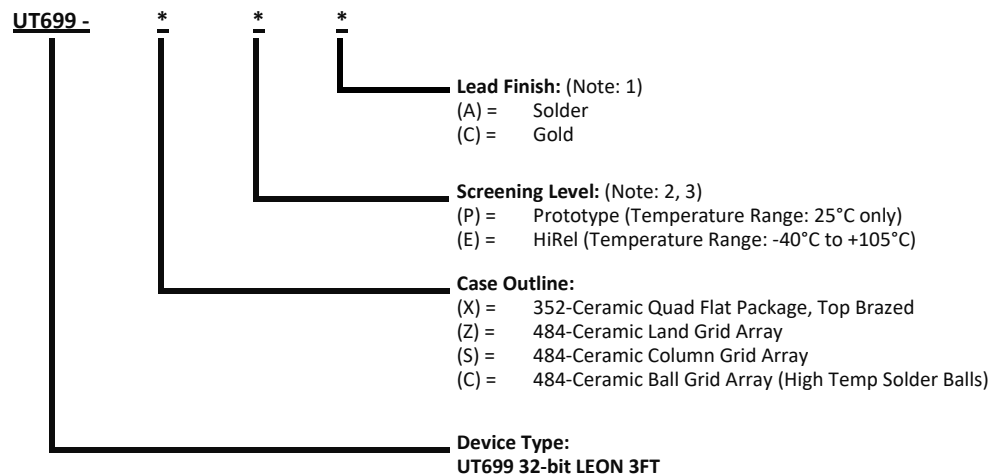 UT699 - * * *
Lead Finish: (Note: 1)
(A) = Solder
(C) = Gold
Screening Level: (Note: 2, 3)
(P) = Prototype (Temperature Range: 25°C only)
(E) = HiRel (Temperature Range: -40°C to +105°C)
Case Outline:
(X) = 352-Ceramic Quad Flat Package, Top Brazed
(Z) = 484-Ceramic Land Grid Array
(S) = 484-Ceramic Column Grid Array
(C) = 484-Ceramic Ball Grid Array (High Temp Solder Balls)
Device Type:
UT699 32-bit LEON 3FT